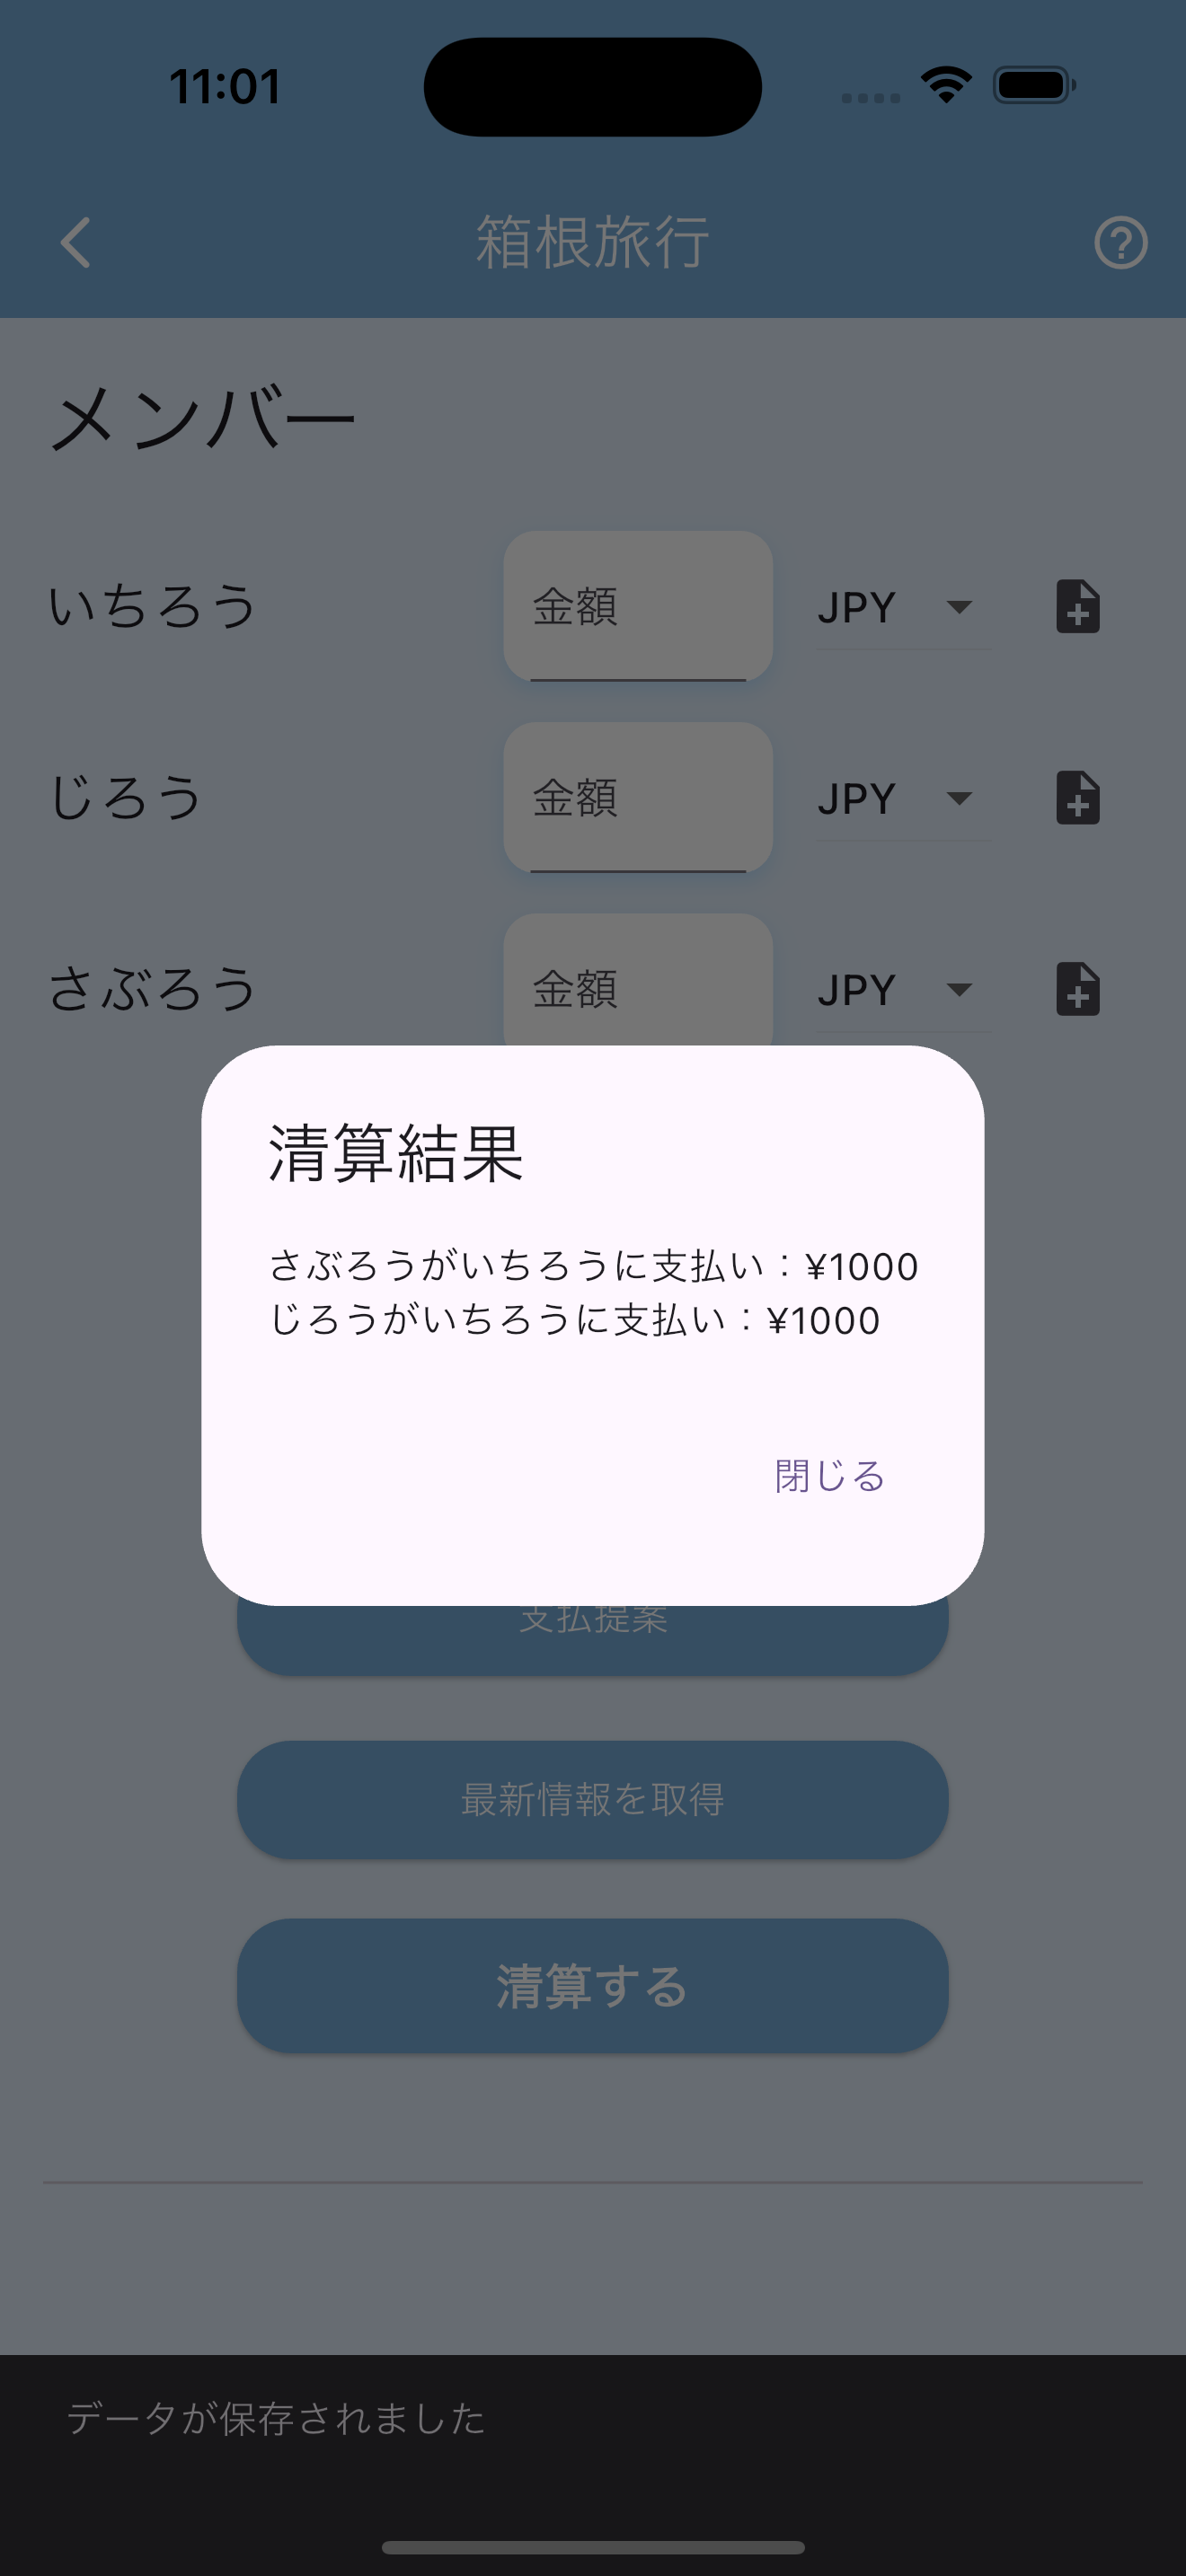 11:01
箱根旅行
メンバー
いちろう 金額 JPY
じろう 金額 JPY
さぶろう 金額 JPY
清算結果
さぶろうがいちろうに支払い：¥1000
じろうがいちろうに支払い：¥1000
閉じる
支払提案
最新情報を取得
清算する
データが保存されました